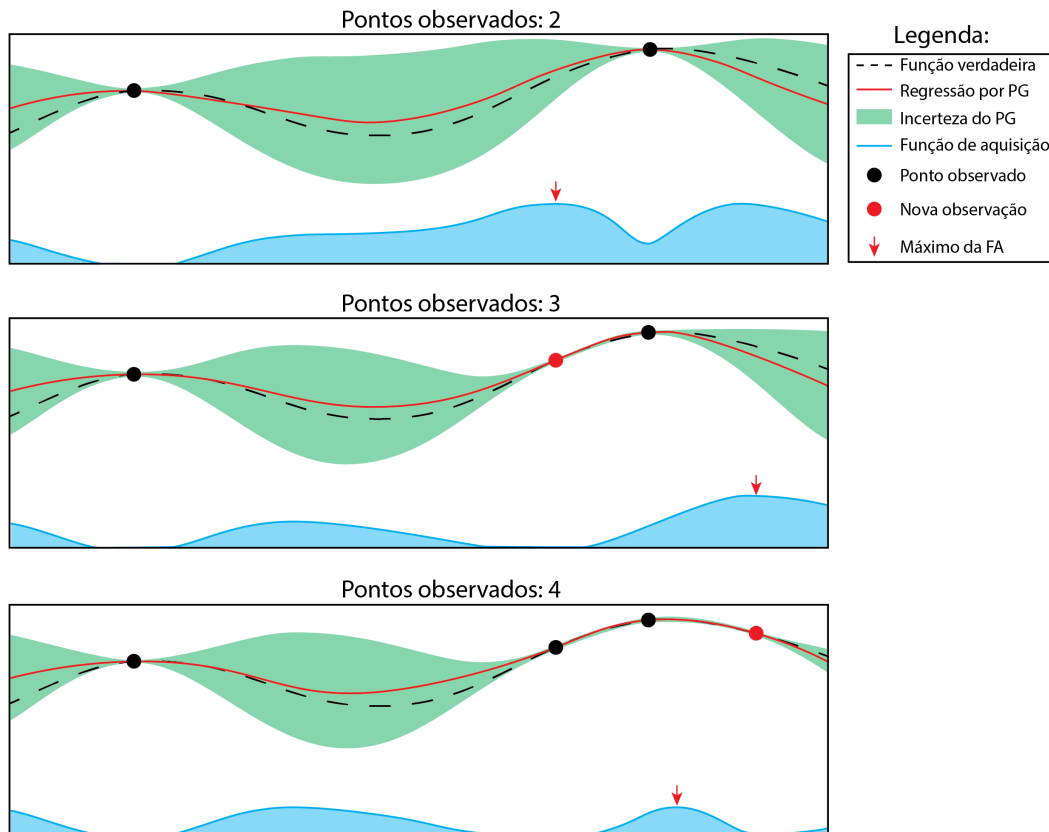 Pontos observados: 2
Legenda:
Função verdadeira
Regressão por PG
Incerteza do PG
Função de aquisição
Ponto observado
Nova observação
Máximo da FA
Pontos observados: 3
Pontos observados: 4